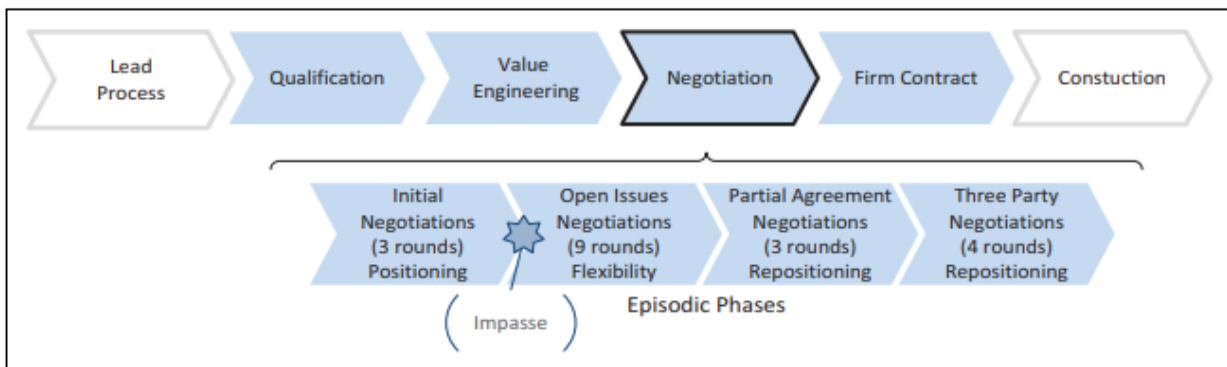 Lead
Process
Qualification
Value
Engineering
Negotiation
Firm Contract
Constuction
Initial
Negotiations
(3 rounds)
Positioning
Open Issues
Negotiations
(9 rounds)
Flexibility
Partial Agreement
Negotiations
(3 rounds)
Repositioning
Three Party
Negotiations
(4 rounds)
Repositioning
Impasse
Episodic Phases